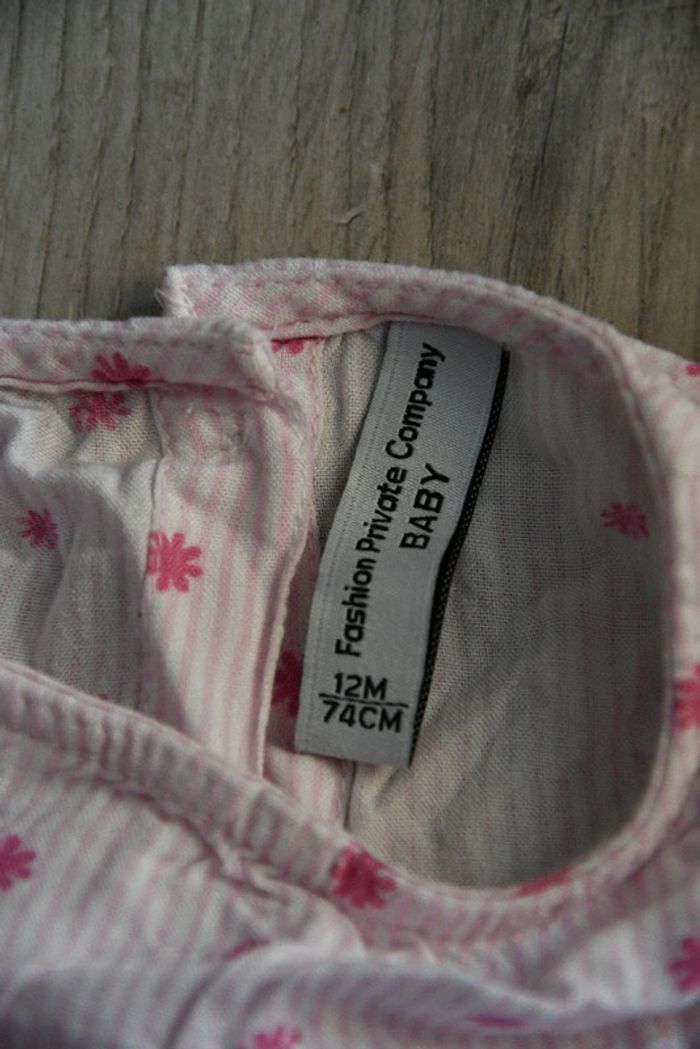 Fashion Private Company
BABY
12M
74CM